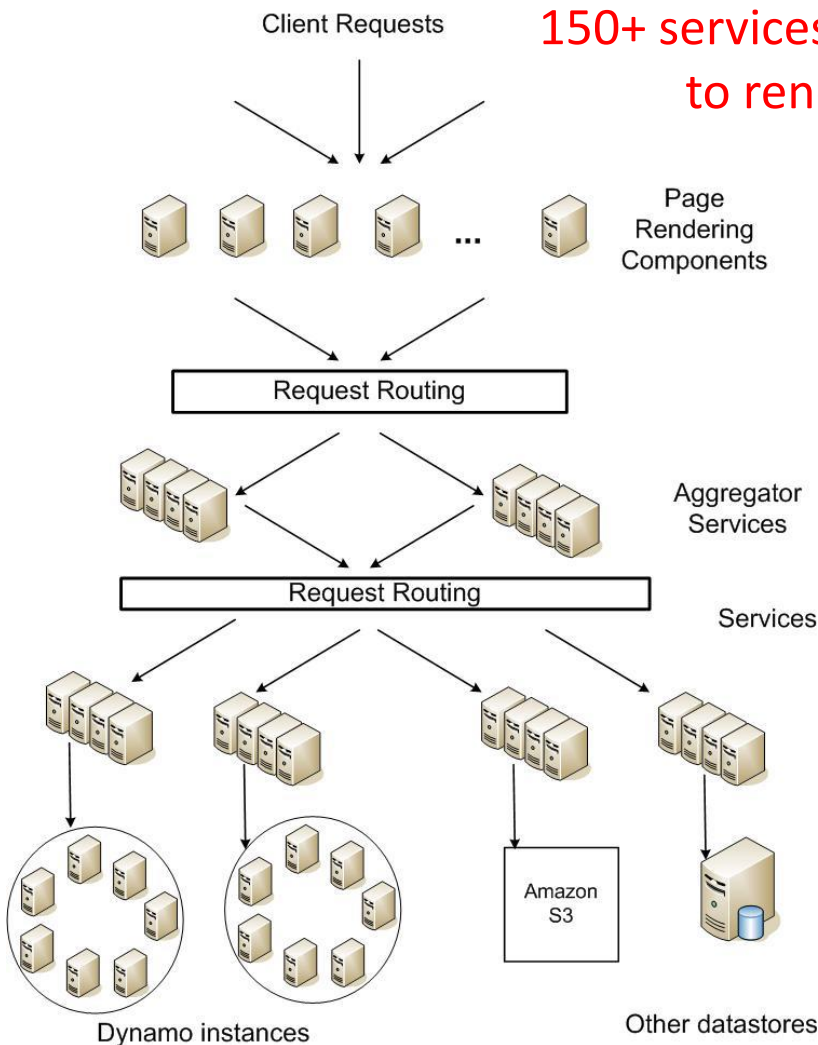 Client Requests
150+ services
to ren
Page
Rendering
Components
...
Request Routing
Aggregator
Services
Request Routing
Services
Amazon
S3
Dynamo instances
Other datastores